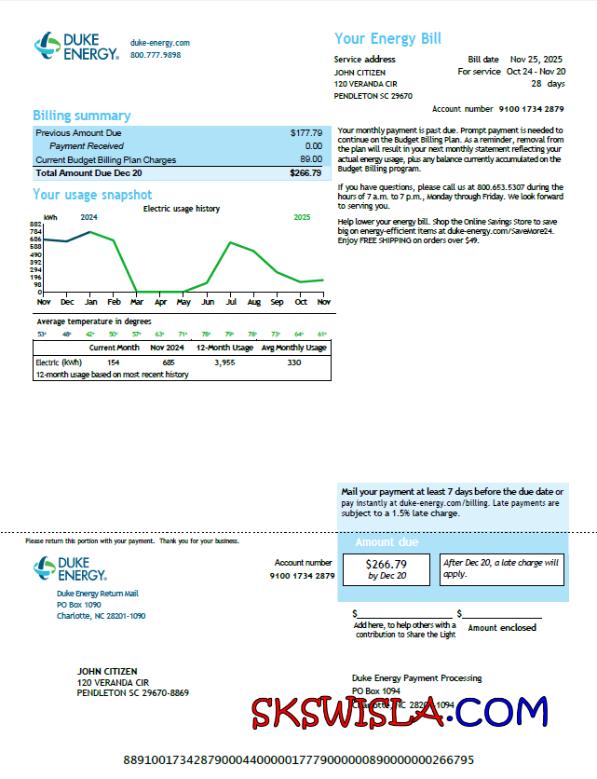 DUKE ENERGY®
duke-energy.com
800.777.9898
Your Energy Bill
Service address
JOHN CITIZEN
120 VERANDA CIR
PENDLETON SC 29670
Bill date Nov 25, 2025
For service Oct 24 - Nov 20
28 days
Account number 9100 1734 2879
Billing summary
Previous Amount Due $177.79
Payment Received 0.00
Current Budget Billing Plan Charges 89.00
Total Amount Due Dec 20 $266.79
Your monthly payment is past due. Prompt payment is needed to
continue on the Budget Billing Plan. As a reminder, removal from
the plan will result in your next monthly statement reflecting your
actual energy usage, plus any balance currently accumulated on the
Budget Billing program.
If you have questions, please call us at 800.653.5307 during the
hours of 7 a.m. to 7 p.m., Monday through Friday. We look forward
to serving you.
Help lower your energy bill. Shop the Online Savings Store to save
big on energy-efficient items at duke-energy.com/SaveMore24.
Enjoy FREE SHIPPING on orders over $49.
Your usage snapshot
Electric usage history
kWh 2024 2025
882
784
686
588
490
392
294
196
98
0
Nov Dec Jan Feb Mar Apr May Jun Jul Aug Sep Oct Nov
Average temperature in degrees
53° 48° 42° 50° 57° 63° 71° 78° 79° 78° 73° 64° 61°
Current Month Nov 2024 12-Month Usage Avg Monthly Usage
Electric (kWh) 154 685 3,955 330
12-month usage based on most recent history
Mail your payment at least 7 days before the due date or
pay instantly at duke-energy.com/billing. Late payments are
subject to a 1.5% late charge.
Please return this portion with your payment. Thank you for your business.
Amount due
DUKE ENERGY®
Account number
9100 1734 2879
$266.79
by Dec 20
After Dec 20, a late charge will
apply.
Duke Energy Return Mail
PO Box 1090
Charlotte, NC 28201-1090
$ $
Add here, to help others with a
contribution to Share the Light
Amount enclosed
JOHN CITIZEN
120 VERANDA CIR
PENDLETON SC 29670-8869
Duke Energy Payment Processing
PO Box 1094
Charlotte, NC 28201-1094
SKSWISLA.COM
88910017342879000440000017779000000089000000026679​5